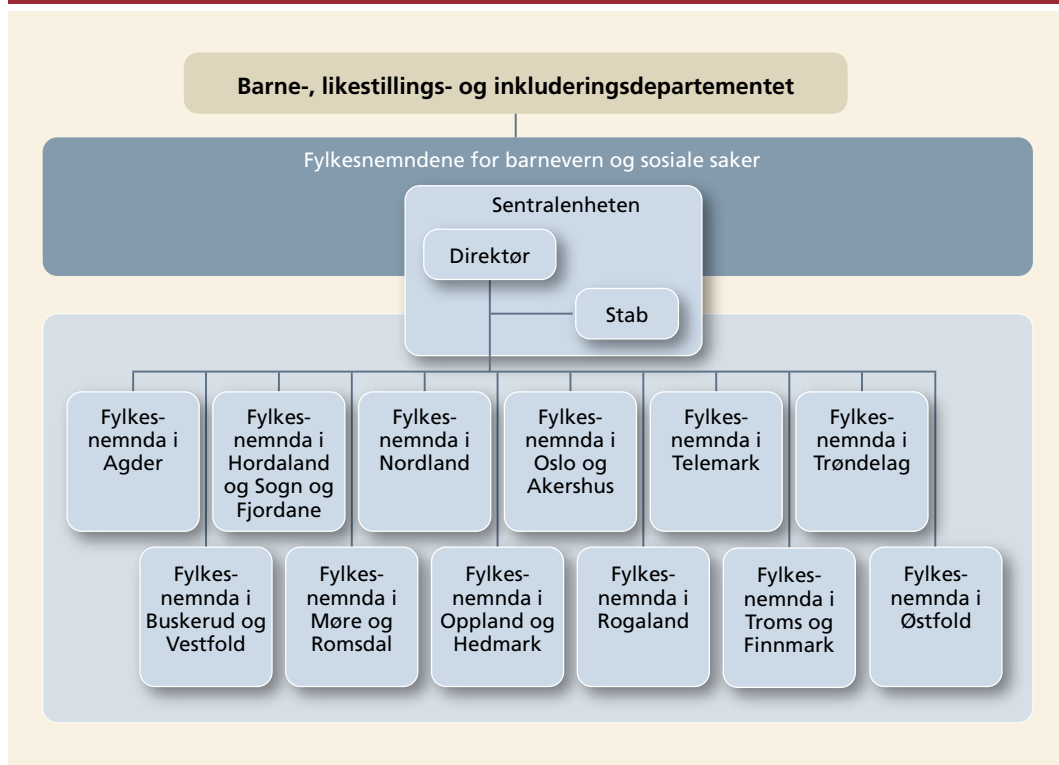 Barne-, likestillings- og inkluderingsdepartementet
Fylkesnemndene for barnevern og sosiale saker
Sentralenheten
Direktør
Stab
Fylkes-
nemnda i
Agder
Fylkes-
nemnda i
Hordaland
og Sogn og
Fjordane
Fylkes-
nemnda i
Nordland
Fylkes-
nemnda i
Oslo og
Akershus
Fylkes-
nemnda i
Telemark
Fylkes-
nemnda i
Trøndelag
Fylkes-
nemnda i
Buskerud og
Vestfold
Fylkes-
nemnda i
Møre og
Romsdal
Fylkes-
nemnda i
Oppland og
Hedmark
Fylkes-
nemnda i
Rogaland
Fylkes-
nemnda i
Troms og
Finnmark
Fylkes-
nemnda i
Østfold